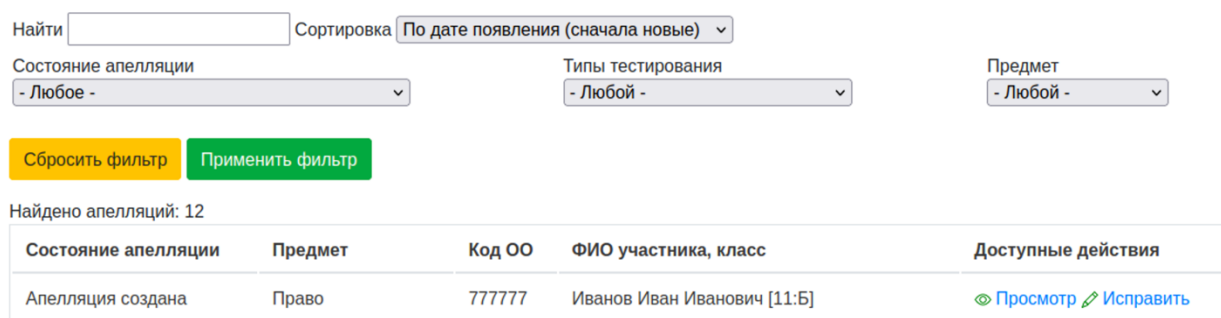 Найти Сортировка По дате появления (сначала новые)
Состояние апелляции Типы тестирования Предмет
- Любое - - Любой - - Любой -
Сбросить фильтр Применить фильтр
Найдено апелляций: 12
Состояние апелляции Предмет Код ОО ФИО участника, класс Доступные действия
Апелляция создана Право 777777 Иванов Иван Иванович [11:Б] Просмотр Исправить